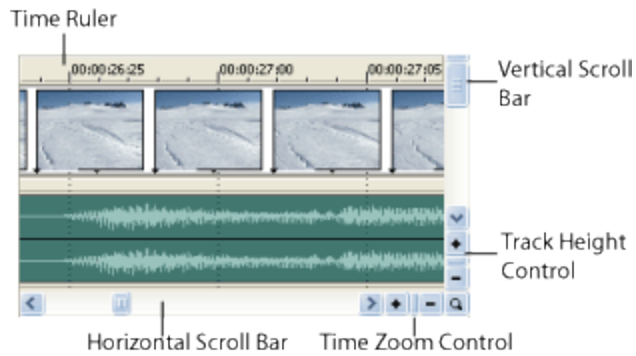 Time Ruler
00:00:26:25 00:00:27:00 00:00:27:05
Vertical Scroll
Bar
Track Height
Control
Horizontal Scroll Bar Time Zoom Control